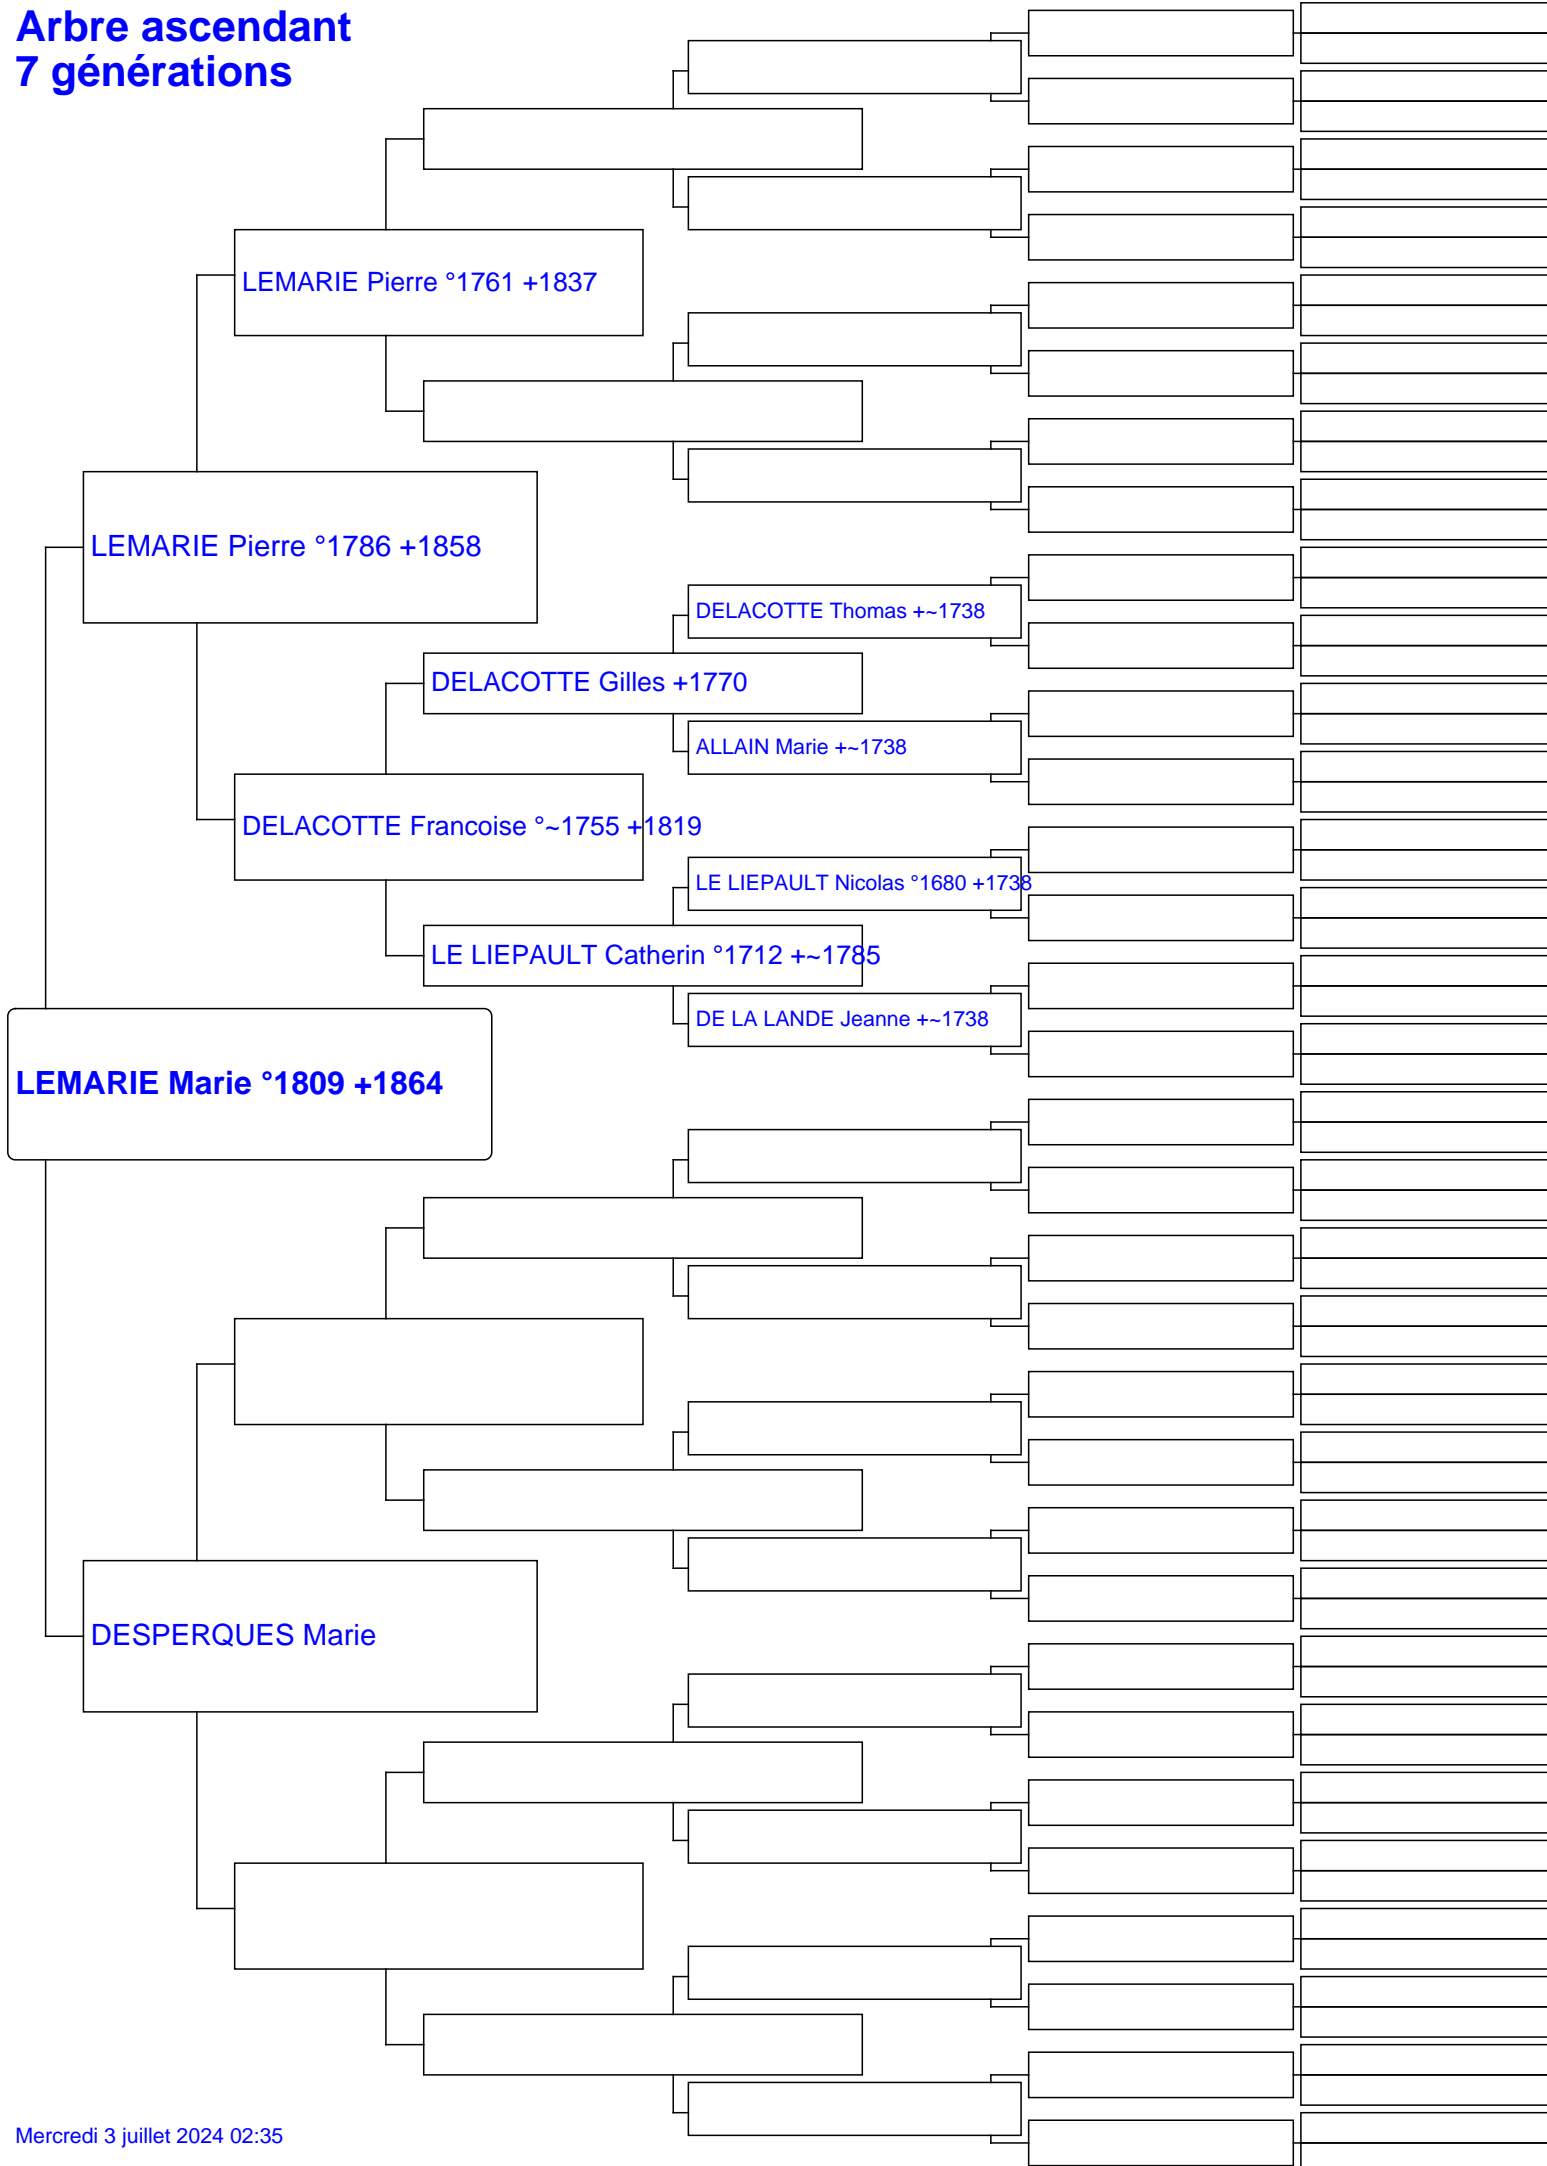 Arbre ascendant
7 générations
LEMARIE Pierre °1761 +1837
LEMARIE Pierre °1786 +1858
DELACOTTE Thomas +~1738
DELACOTTE Gilles +1770
ALLAIN Marie +~1738
DELACOTTE Francoise °~1755 +1819
LE LIEPAULT Nicolas °1680 +1738
LE LIEPAULT Catherin °1712 +~1785
DE LA LANDE Jeanne +~1738
LEMARIE Marie °1809 +1864
DESPERQUES Marie
Mercredi 3 juillet 2024 02:35